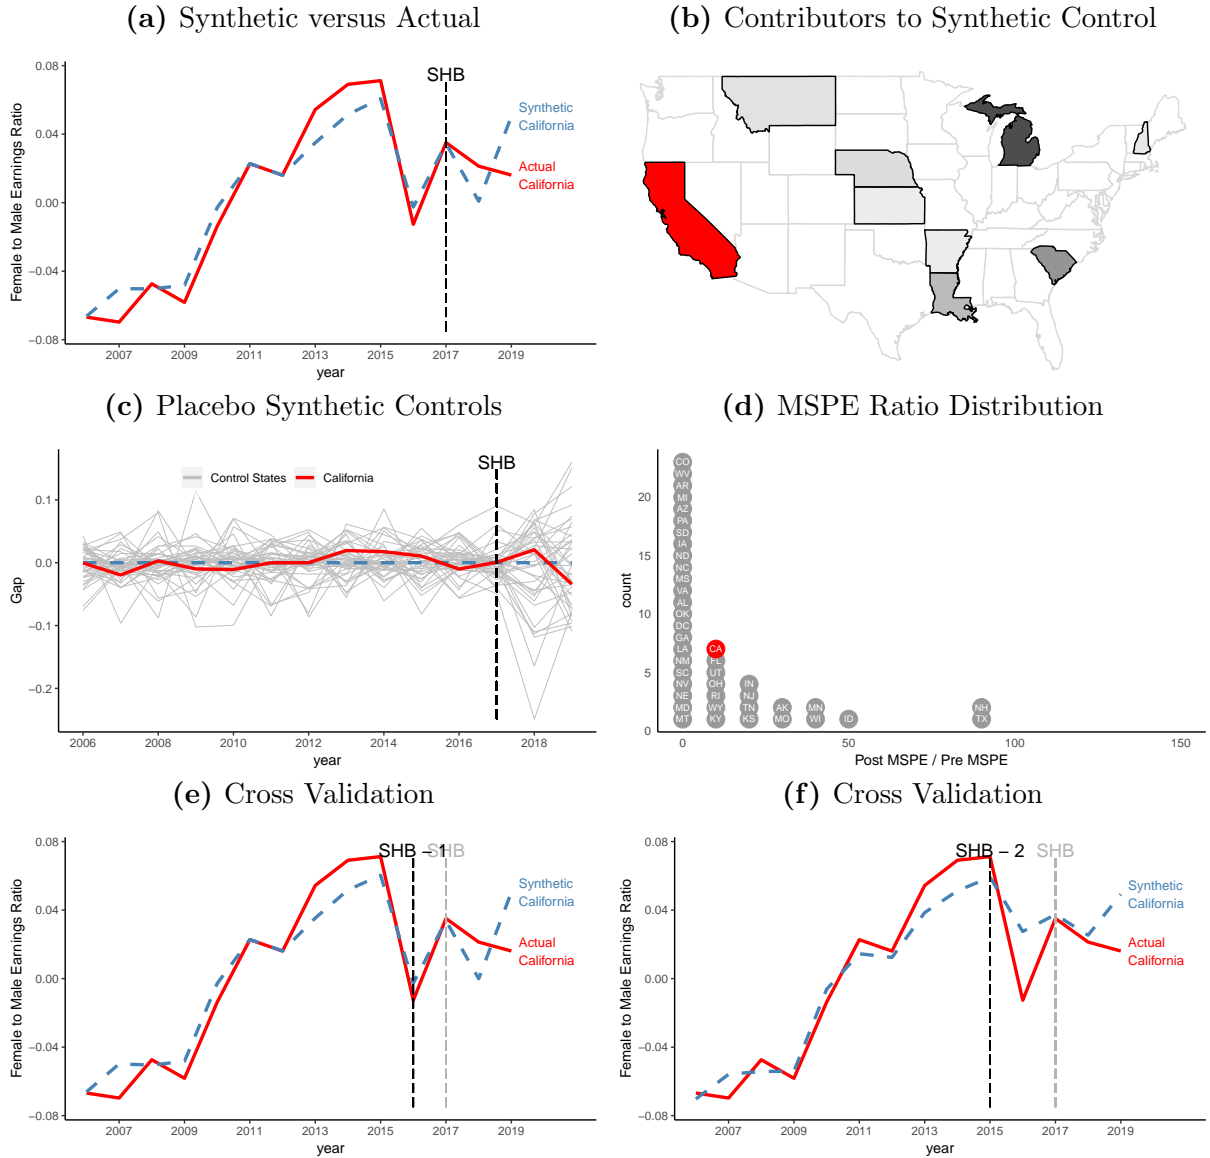 (a) Synthetic versus Actual
(b) Contributors to Synthetic Control
Female to Male Earnings Ratio
0.08
0.04
0.00
−0.04
−0.08
SHB
Synthetic
California
Actual
California
2007 2009 2011 2013 2015 2017 2019
year
(c) Placebo Synthetic Controls
(d) MSPE Ratio Distribution
Gap
0.1
0.0
−0.1
−0.2
Control States California
SHB
2006 2008 2010 2012 2014 2016 2018
year
count
20
15
10
5
0
CO
WV
AR
MI
AZ
PA
SD
IA
ND
NC
MS
VA
AL
OK
DC
GA
LA
NM
SC
NV
NE
MD
MT
CA
FL
UT
OH
RI
WY
KY
IN
NJ
TN
KS
AK
MO
MN
WI
ID
NH
TX
0 50 100 150
Post MSPE / Pre MSPE
(e) Cross Validation
(f) Cross Validation
Female to Male Earnings Ratio
0.08
0.04
0.00
−0.04
−0.08
SHB − 1
SHB
Synthetic
California
Actual
California
2007 2009 2011 2013 2015 2017 2019
year
Female to Male Earnings Ratio
0.08
0.04
0.00
−0.04
−0.08
SHB − 2
SHB
Synthetic
California
Actual
California
2007 2009 2011 2013 2015 2017 2019
year